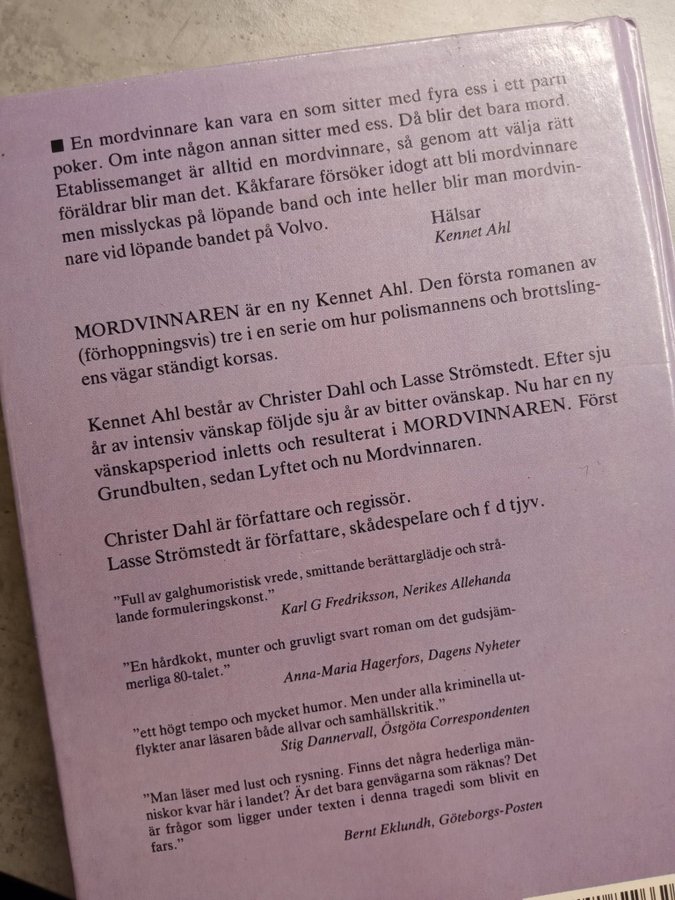 ■ En mordvinnare kan vara en som sitter med fyra ess i ett parti
poker. Om inte någon annan sitter med ess. Då blir det bara mord.
Etablissemanget är alltid en mordvinnare, så genom att välja rätt
föräldrar blir man det. Kåkfarare försöker idogt att bli mordvinnare
men misslyckas på löpande band och inte heller blir man mordvin-
nare vid löpande bandet på Volvo.
Hälsar
Kennet Ahl
MORDVINNAREN är en ny Kennet Ahl. Den första romanen av
(förhoppningsvis) tre i en serie om hur polismannens och brottsling-
ens vägar ständigt korsas.
Kennet Ahl består av Christer Dahl och Lasse Strömstedt. Efter sju
år av intensiv vänskap följde sju år av bitter ovänskap. Nu har en ny
vänskapsperiod inletts och resulterat i MORDVINNAREN. Först
Grundbulten, sedan Lyftet och nu Mordvinnaren.
Christer Dahl är författare och regissör.
Lasse Strömstedt är författare, skådespelare och f d tjyv.
”Full av galghumoristisk vrede, smittande berättarglädje och strå-
lande formuleringskonst.”
Karl G Fredriksson, Nerikes Allehanda
”En hårdkokt, munter och gruvligt svart roman om det gudsjäm-
merliga 80-talet.”
Anna-Maria Hagerfors, Dagens Nyheter
”ett högt tempo och mycket humor. Men under alla kriminella ut-
flykter anar läsaren både allvar och samhällskritik.”
Stig Dannervall, Östgöta Correspondenten
”Man läser med lust och rysning. Finns det några hederliga män-
niskor kvar här i landet? Är det bara genvägarna som räknas? Det
är frågor som ligger under texten i denna tragedi som blivit en
fars.”
Bernt Eklundh, Göteborgs-Posten